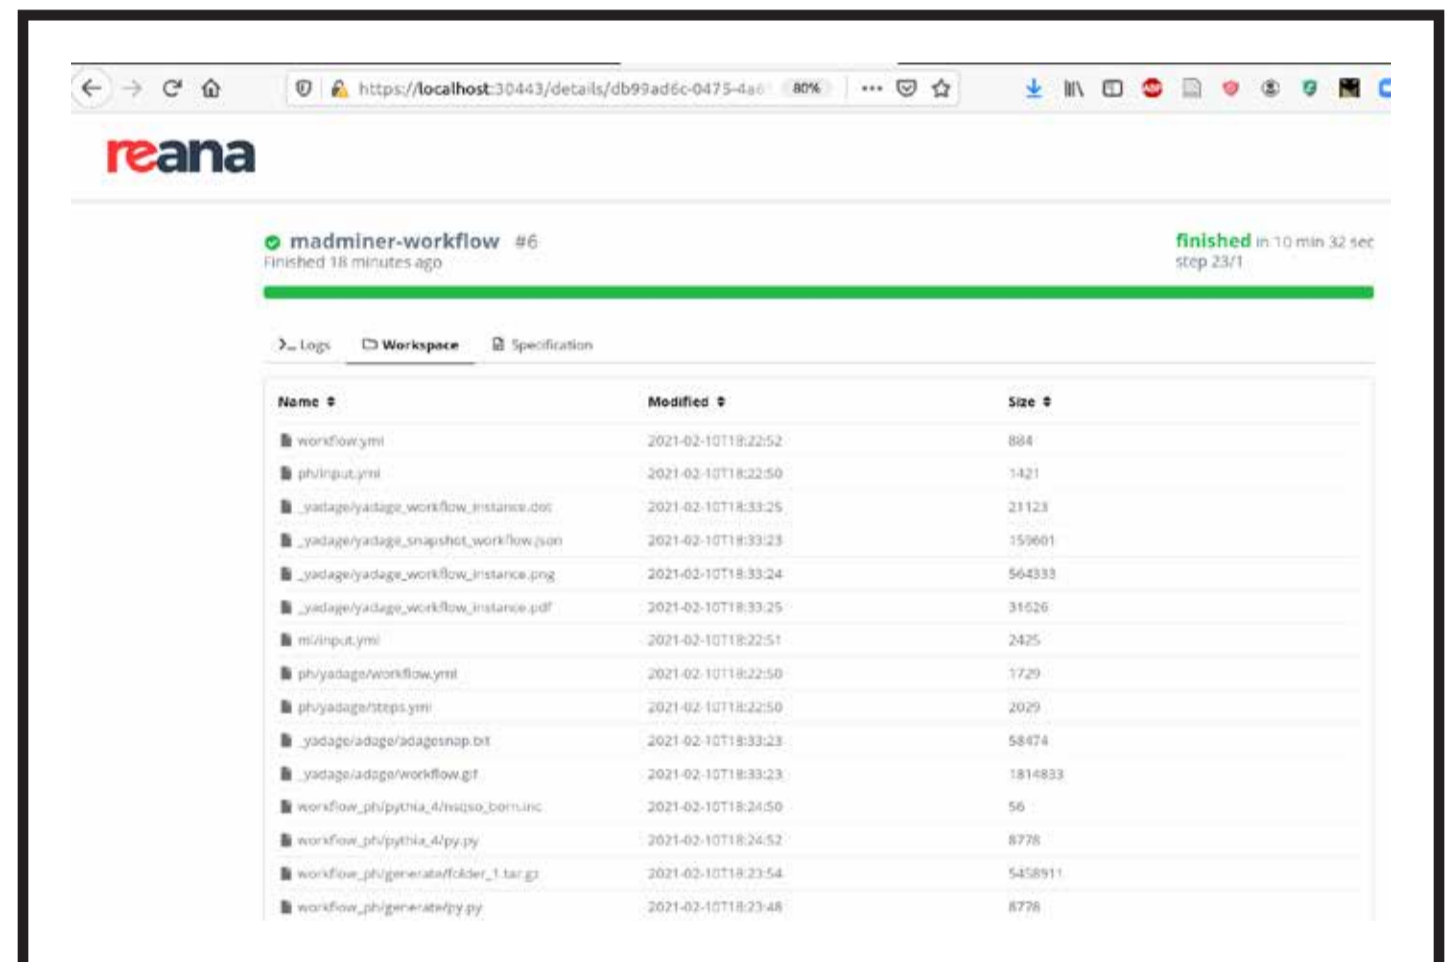 https://localhost:30443/details/db99ad6c-0475-4a6 80%
reana
madminer-workflow #6
finished in 10 min 32 sec
Finished 18 minutes ago
step 23/1
Logs Workspace Specification
Name Modified Size
workflow.yml 2021-02-10T18:22:52 884
ph/input.yml 2021-02-10T18:22:50 1421
_yadage/yadage_workflow_instance.dot 2021-02-10T18:33:25 21123
_yadage/yadage_snapshot_workflow.json 2021-02-10T18:33:23 159601
_yadage/yadage_workflow_instance.png 2021-02-10T18:33:24 564333
_yadage/yadage_workflow_instance.pdf 2021-02-10T18:33:25 31626
ml/input.yml 2021-02-10T18:22:51 2425
ph/yadage/workflow.yml 2021-02-10T18:22:50 1729
ph/yadage/steps.yml 2021-02-10T18:22:50 2029
_yadage/adage/adagesnap.txt 2021-02-10T18:33:23 58474
_yadage/adage/workflow.gif 2021-02-10T18:33:23 1814833
workflow_ph/pythia_4/nsqso_born.inc 2021-02-10T18:24:50 56
workflow_ph/pythia_4/py.py 2021-02-10T18:24:52 8778
workflow_ph/generate/folder_1.tar.gz 2021-02-10T18:23:54 5458911
workflow_ph/generate/py.py 2021-02-10T18:23:48 8778